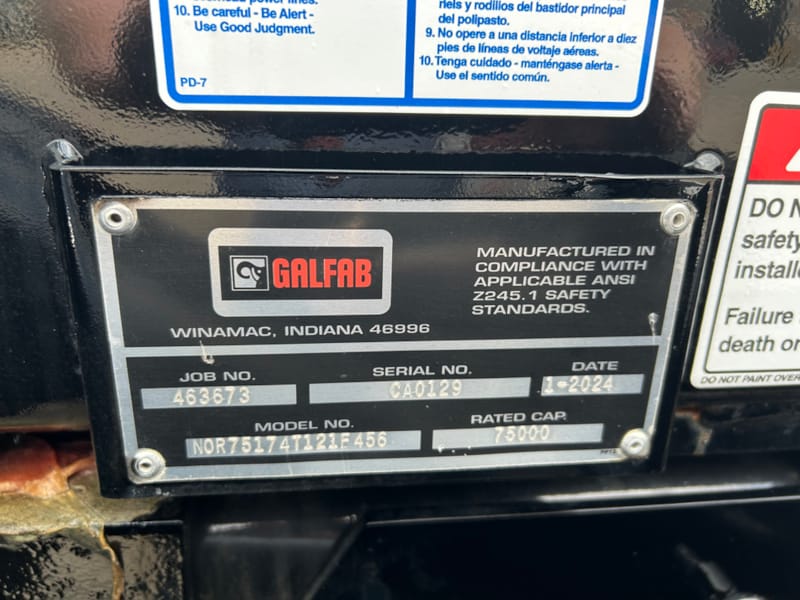 10. Be careful - Be Alert -
Use Good Judgment.
PD-7
riels y rodillos del bastidor principal
del polipasto.
9. No opere a una distancia inferior a diez
pies de líneas de voltaje aéreas.
10. Tenga cuidado - manténgase alerta -
Use el sentido común.
GALFAB
MANUFACTURED IN
COMPLIANCE WITH
APPLICABLE ANSI
Z245.1 SAFETY
STANDARDS.
WINAMAC, INDIANA 46996
JOB NO.
463673
SERIAL NO.
CA0129
DATE
1-2024
MODEL NO.
NOR75174T121F456
RATED CAP.
75000
DO
safety
installe
Failure
death or
DO NOT PAINT OVER